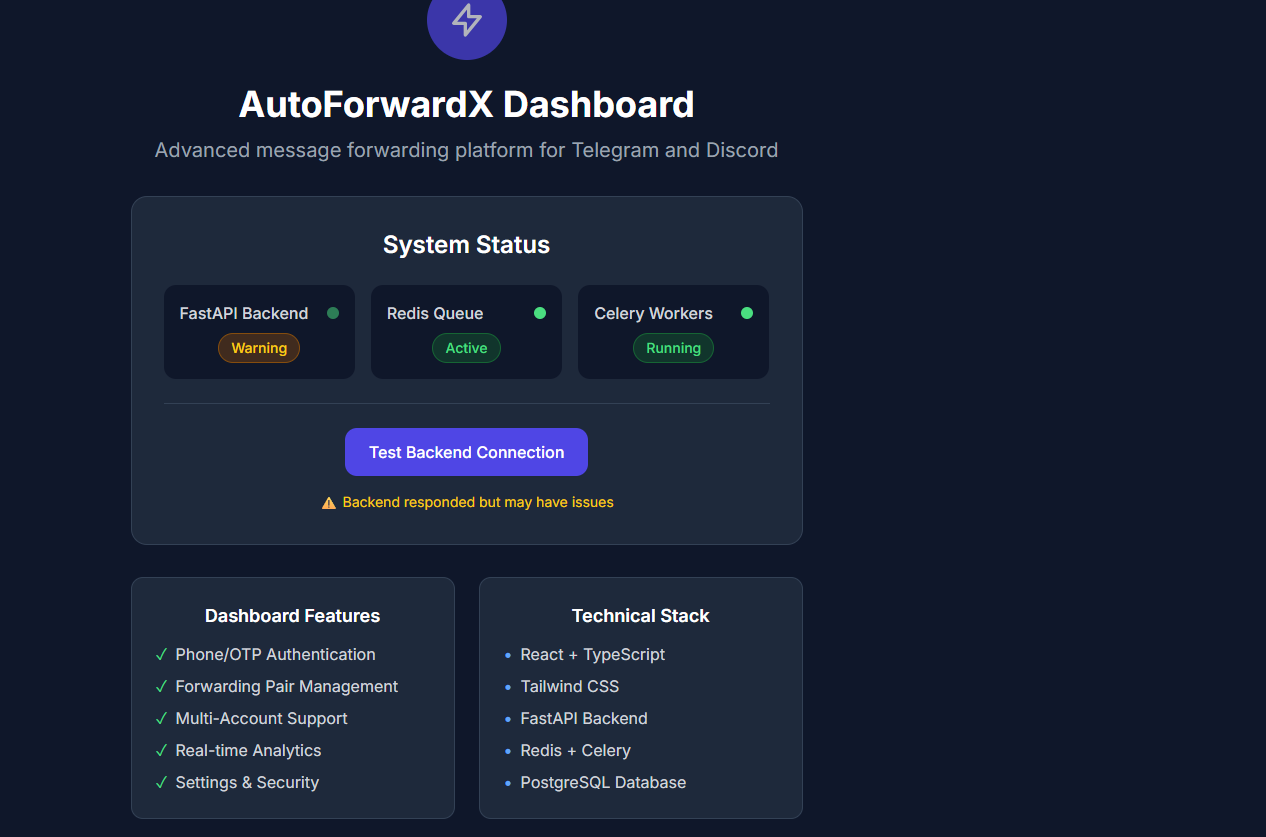 AutoForwardX Dashboard
Advanced message forwarding platform for Telegram and Discord
System Status
FastAPI Backend
Warning
Redis Queue
Active
Celery Workers
Running
Test Backend Connection
⚠ Backend responded but may have issues
Dashboard Features
✓ Phone/OTP Authentication
✓ Forwarding Pair Management
✓ Multi-Account Support
✓ Real-time Analytics
✓ Settings & Security
Technical Stack
• React + TypeScript
• Tailwind CSS
• FastAPI Backend
• Redis + Celery
• PostgreSQL Database